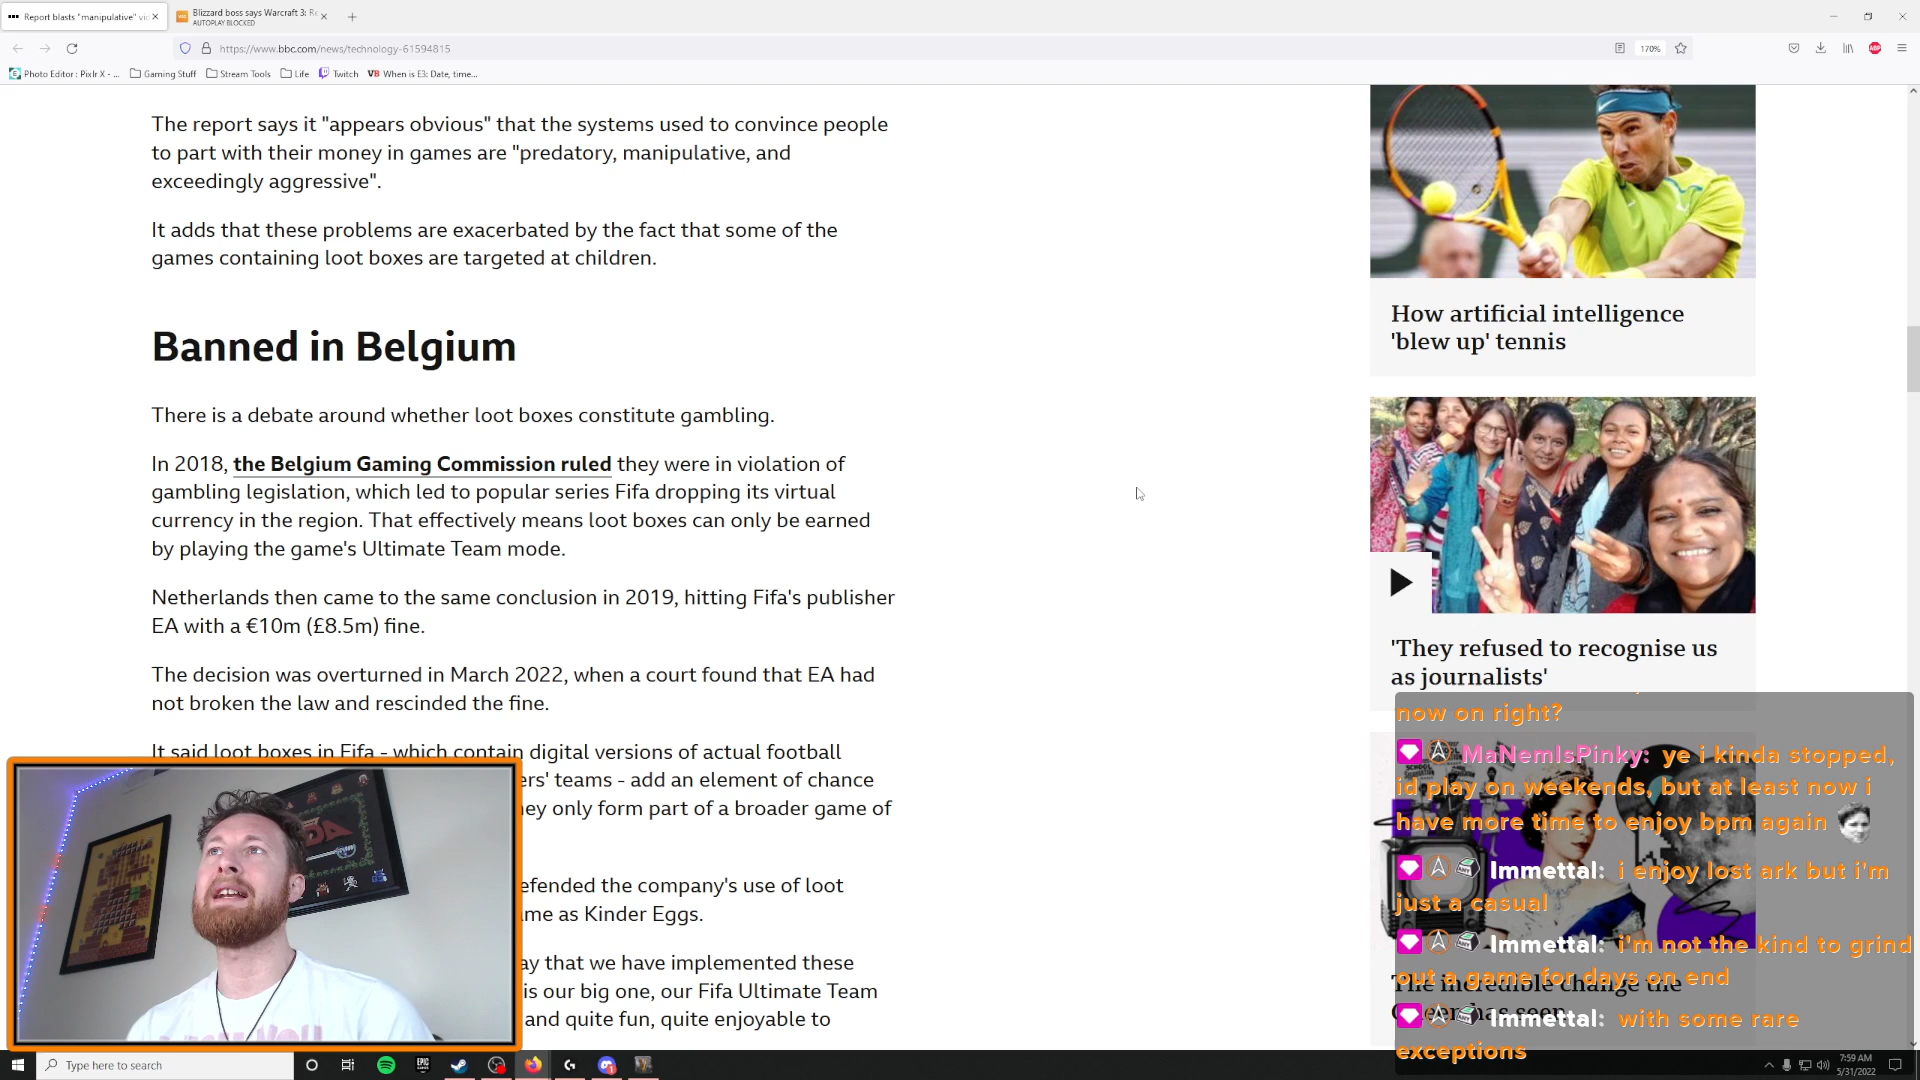 Report blasts "manipulative" vi
Blizzard boss says Warcraft 3: Re
AUTOPLAY BLOCKED
https://www.bbc.com/news/technology-61594815
170%
ABP
Photo Editor : Pixlr X - ...
Gaming Stuff
Stream Tools
Life
Twitch
VB When is E3: Date, time...
The report says it "appears obvious" that the systems used to convince people
to part with their money in games are "predatory, manipulative, and
exceedingly aggressive".
It adds that these problems are exacerbated by the fact that some of the
games containing loot boxes are targeted at children.
Banned in Belgium
There is a debate around whether loot boxes constitute gambling.
In 2018, the Belgium Gaming Commission ruled they were in violation of
gambling legislation, which led to popular series Fifa dropping its virtual
currency in the region. That effectively means loot boxes can only be earned
by playing the game's Ultimate Team mode.
Netherlands then came to the same conclusion in 2019, hitting Fifa's publisher
EA with a €10m (£8.5m) fine.
The decision was overturned in March 2022, when a court found that EA had
not broken the law and rescinded the fine.
It said loot boxes in Fifa - which contain digital versions of actual football
ers' teams - add an element of chance
ey only form part of a broader game of
efended the company's use of loot
me as Kinder Eggs.
ay that we have implemented these
is our big one, our Fifa Ultimate Team
and quite fun, quite enjoyable to
How artificial intelligence
'blew up' tennis
'They refused to recognise us
as journalists'
The incredible change the
Queen has seen
now on right?
MaNemIsPinky: ye i kinda stopped,
id play on weekends, but at least now i
have more time to enjoy bpm again
Immettal: i enjoy lost ark but i'm
just a casual
Immettal: i'm not the kind to grind
out a game for days on end
Immettal: with some rare
exceptions
Type here to search
7:59 AM
5/31/2022